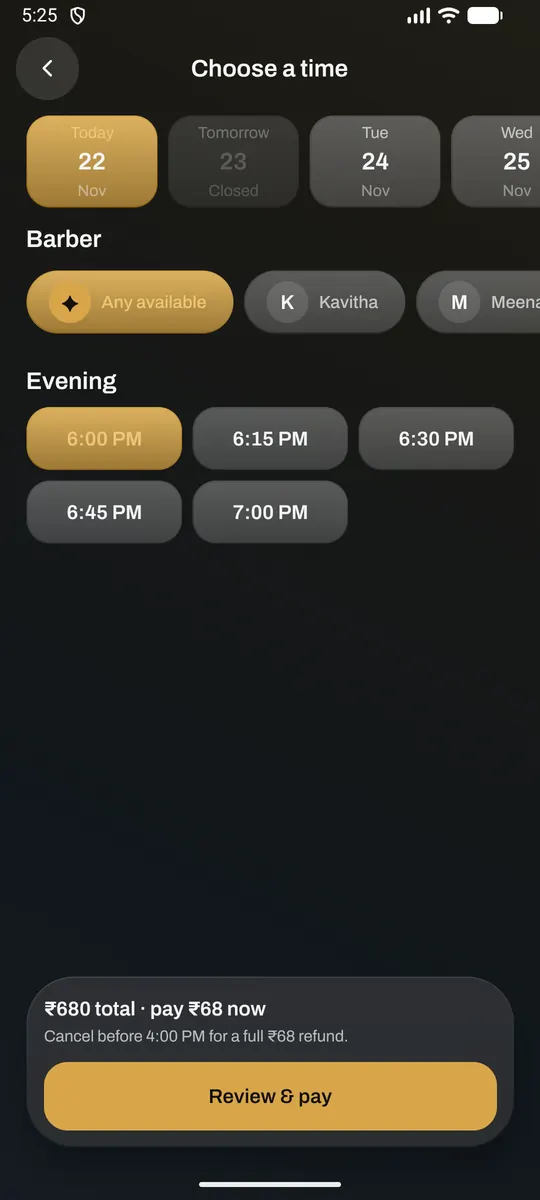 5:25
Choose a time
Today
22
Nov
Tomorrow
23
Closed
Tue
24
Nov
Wed
25
Nov
Barber
Any available
K Kavitha
M Meena
Evening
6:00 PM 6:15 PM 6:30 PM
6:45 PM 7:00 PM
₹680 total · pay ₹68 now
Cancel before 4:00 PM for a full ₹68 refund.
Review & pay